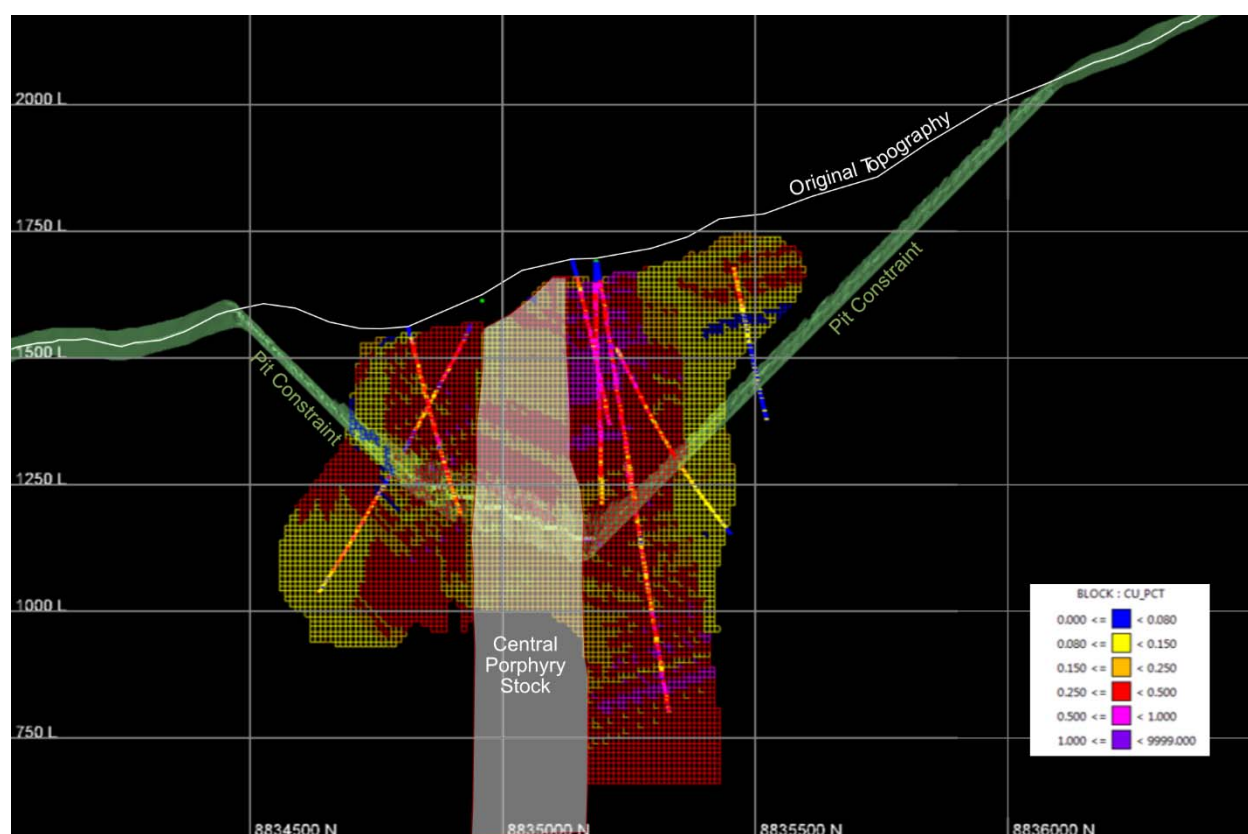 2000 L
Original Topography
1750 L
Pit Constraint
1500 L
Pit Constraint
1250 L
1000 L
Central
Porphyry
Stock
BLOCK : CU_PCT
0.000 <= < 0.080
0.080 <= < 0.150
0.150 <= < 0.250
0.250 <= < 0.500
0.500 <= < 1.000
1.000 <= < 9999.000
750 L
8834500 N
8835000 N
8835500 N
8836000 N